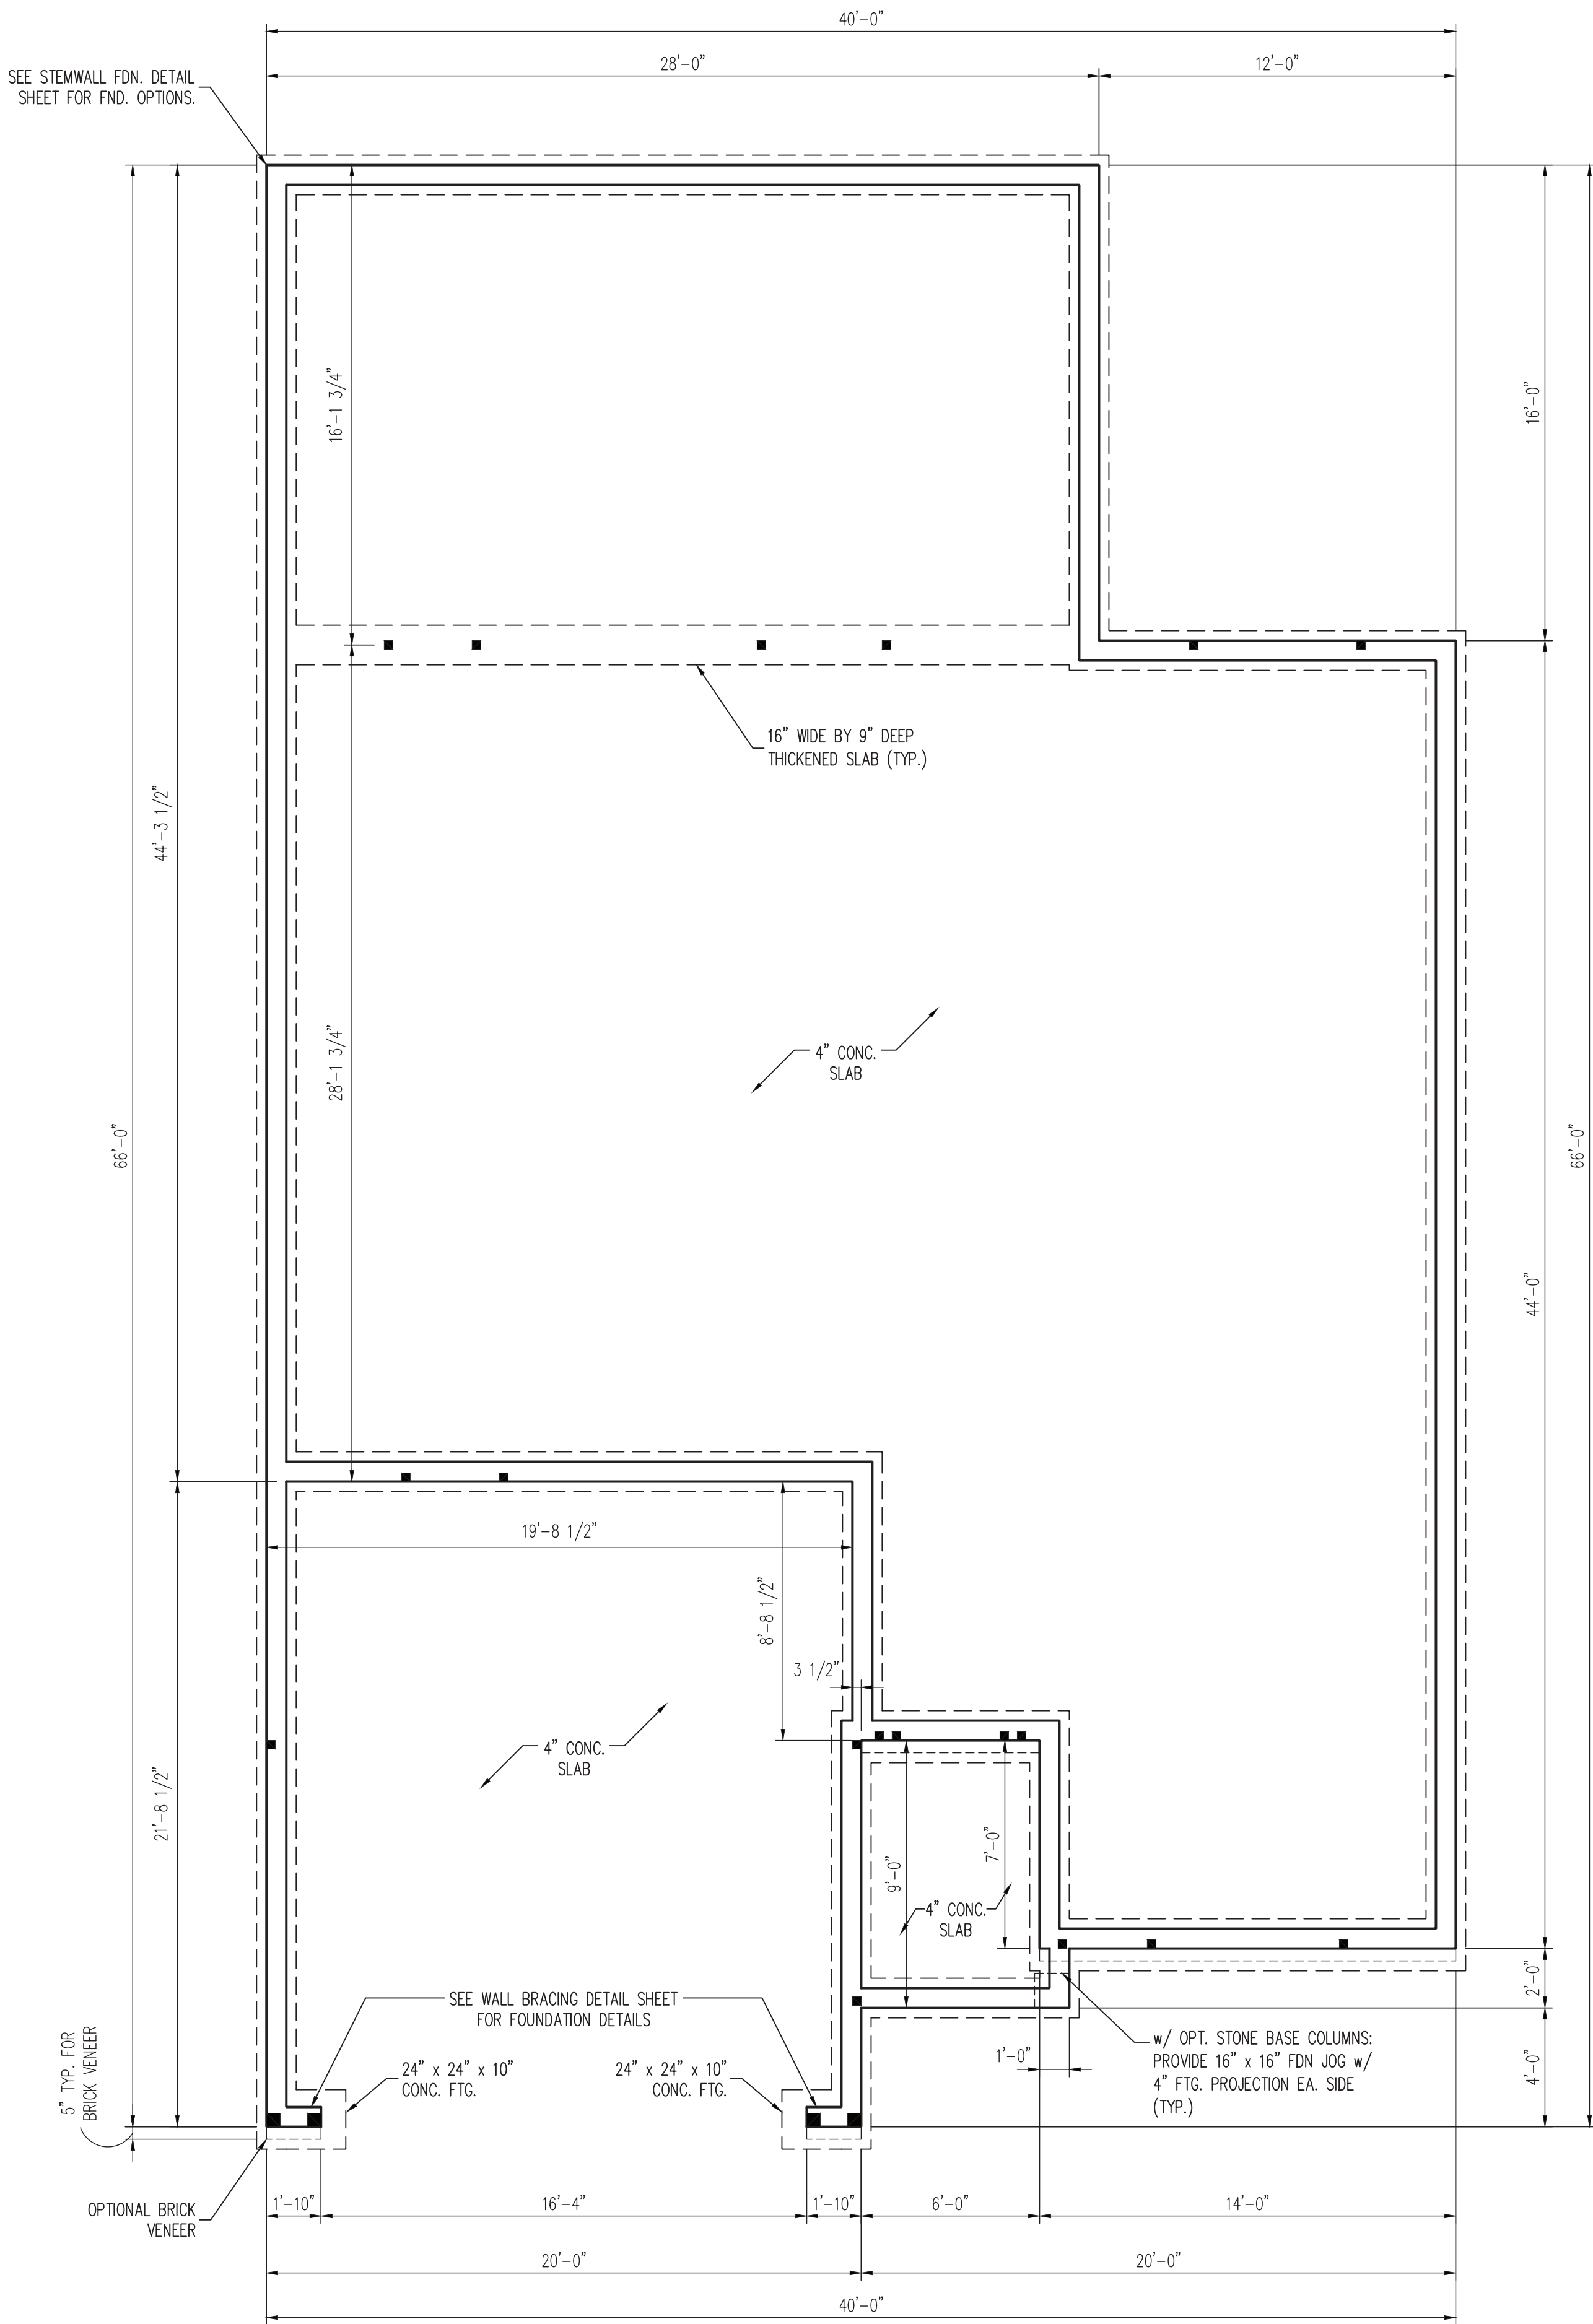 40'-0"
28'-0"
12'-0"
SEE STEMWALL FDN. DETAIL
SHEET FOR FND. OPTIONS.
16'-1 3/4"
16'-0"
16" WIDE BY 9" DEEP
THICKENED SLAB (TYP.)
44'-3 1/2"
28'-1 3/4"
4" CONC.
SLAB
66'-0"
66'-0"
44'-0"
19'-8 1/2"
8'-8 1/2"
3 1/2"
4" CONC.
SLAB
21'-8 1/2"
7'-0"
9'-0"
4" CONC.
SLAB
2'-0"
SEE WALL BRACING DETAIL SHEET
FOR FOUNDATION DETAILS
5" TYP. FOR
BRICK VENEER
24" x 24" x 10"
CONC. FTG.
24" x 24" x 10"
CONC. FTG.
1'-0"
w/ OPT. STONE BASE COLUMNS:
PROVIDE 16" x 16" FDN JOG w/
4" FTG. PROJECTION EA. SIDE
(TYP.)
4'-0"
OPTIONAL BRICK
VENEER
1'-10"
16'-4"
1'-10"
6'-0"
14'-0"
20'-0"
20'-0"
40'-0"